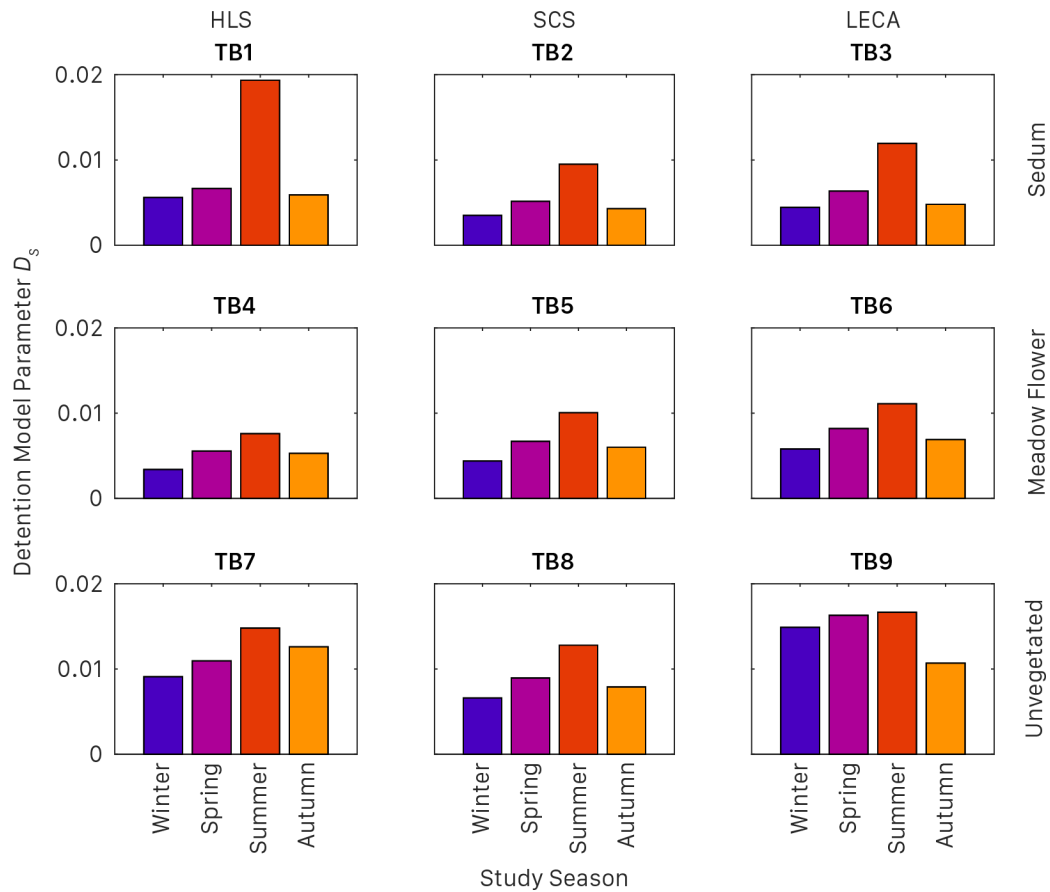 HLS SCS LECA
TB1 TB2 TB3
0.02
0.01
0
Sedum
TB4 TB5 TB6
0.02
0.01
0
Meadow Flower
TB7 TB8 TB9
0.02
0.01
0
Unvegetated
Detention Model Parameter Ds
Winter Spring Summer Autumn Winter Spring Summer Autumn Winter Spring Summer Autumn
Study Season